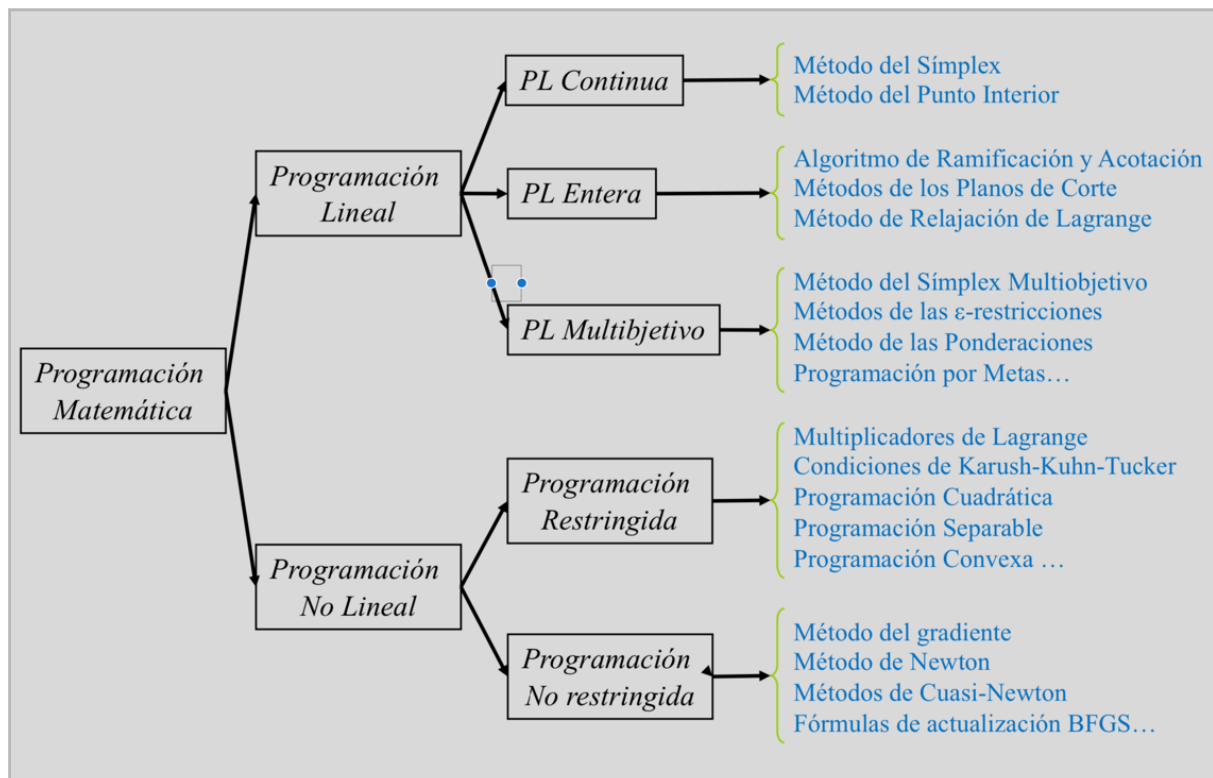 Programación
Matemática
Programación
Lineal
PL Continua
Método del Símplex
Método del Punto Interior
PL Entera
Algoritmo de Ramificación y Acotación
Métodos de los Planos de Corte
Método de Relajación de Lagrange
PL Multibjetivo
Método del Símplex Multiobjetivo
Métodos de las ε-restricciones
Método de las Ponderaciones
Programación por Metas…
Programación
No Lineal
Programación
Restringida
Multiplicadores de Lagrange
Condiciones de Karush-Kuhn-Tucker
Programación Cuadrática
Programación Separable
Programación Convexa …
Programación
No restringida
Método del gradiente
Método de Newton
Métodos de Cuasi-Newton
Fórmulas de actualización BFGS…